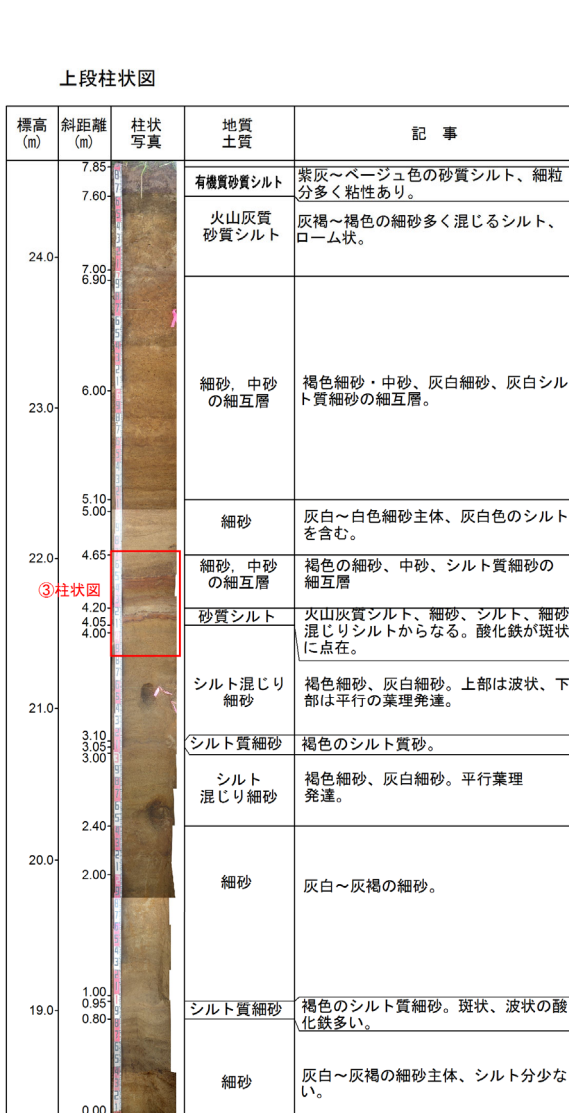 上段柱状図
標高
(m)
斜距離
(m)
柱状
写真
地質
土質
記 事
7.85
有機質砂質シルト
紫灰～ベージュ色の砂質シルト、細粒
分多く粘性あり。
7.60
火山灰質
砂質シルト
灰褐～褐色の細砂多く混じるシルト、
ローム状。
24.0
7.00
6.90
細砂，中砂
の細互層
褐色細砂・中砂、灰白細砂、灰白シル
ト質細砂の細互層。
6.00
23.0
5.10
5.00
細砂
灰白～白色細砂主体、灰白色のシルト
を含む。
22.0
4.65
細砂，中砂
の細互層
褐色の細砂、中砂、シルト質細砂の
細互層
③柱状図
4.20
砂質シルト
火山灰質シルト、細砂、シルト、細砂
混じりシルトからなる。酸化鉄が斑状
に点在。
4.05
4.00
シルト混じり
細砂
褐色細砂、灰白細砂。上部は波状、下
部は平行の葉理発達。
21.0
3.10
3.05
3.00
シルト質細砂
褐色のシルト質砂。
シルト
混じり細砂
褐色細砂、灰白細砂。平行葉理
発達。
2.40
20.0
2.00
細砂
灰白～灰褐の細砂。
1.00
0.95
19.0
シルト質細砂
褐色のシルト質細砂。斑状、波状の酸
化鉄多い。
0.80
細砂
灰白～灰褐の細砂主体、シルト分少な
い。
0.00